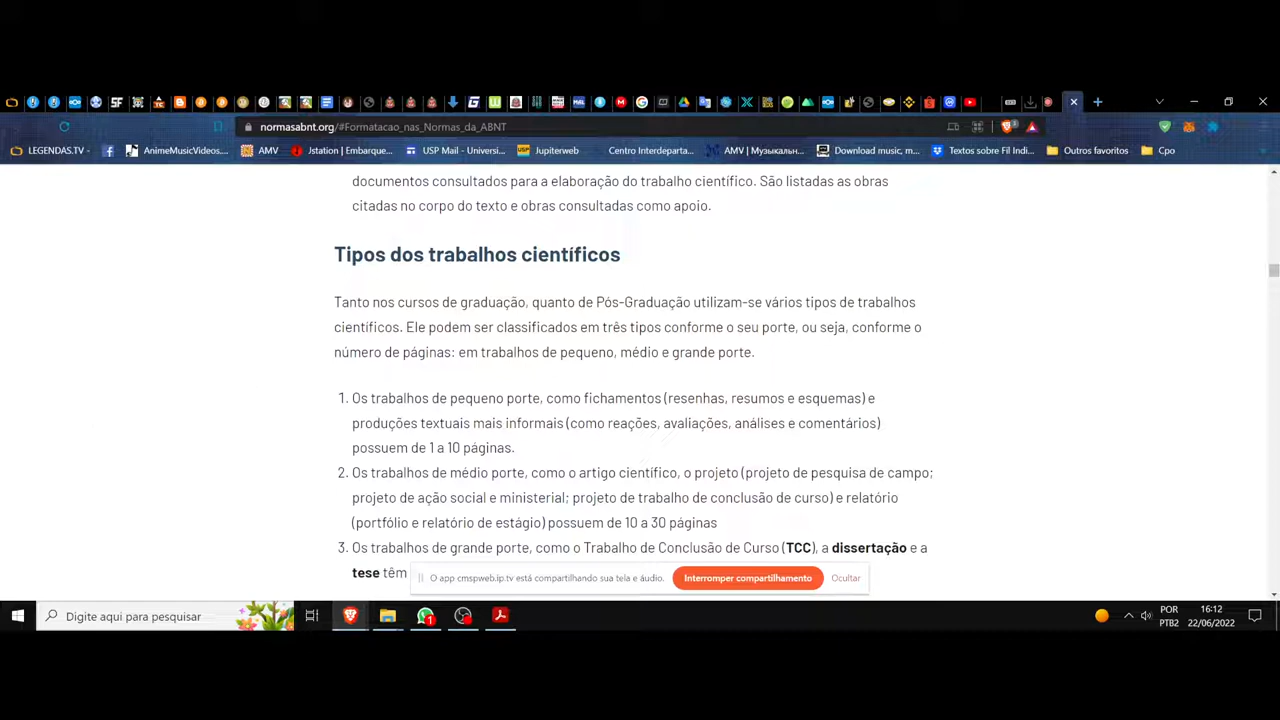 normasabnt.org/#Formatacao_nas_Normas_da_ABNT
LEGENDAS.TV
AnimeMusicVideos...
AMV
Jstation | Embarque...
USP Mail - Universi...
Jupiterweb
Centro Interdeparta...
AMV | Музыкальн...
Download music, m...
Textos sobre Fil Indi...
Outros favoritos
Cpo
documentos consultados para a elaboração do trabalho científico. São listadas as obras
citadas no corpo do texto e obras consultadas como apoio.
Tipos dos trabalhos científicos
Tanto nos cursos de graduação, quanto de Pós-Graduação utilizam-se vários tipos de trabalhos
científicos. Ele podem ser classificados em três tipos conforme o seu porte, ou seja, conforme o
número de páginas: em trabalhos de pequeno, médio e grande porte.
1. Os trabalhos de pequeno porte, como fichamentos (resenhas, resumos e esquemas) e
produções textuais mais informais (como reações, avaliações, análises e comentários)
possuem de 1 a 10 páginas.
2. Os trabalhos de médio porte, como o artigo científico, o projeto (projeto de pesquisa de campo;
projeto de ação social e ministerial; projeto de trabalho de conclusão de curso) e relatório
(portfólio e relatório de estágio) possuem de 10 a 30 páginas
3. Os trabalhos de grande porte, como o Trabalho de Conclusão de Curso (TCC), a dissertação e a
tese têm
O app cmspweb.ip.tv está compartilhando sua tela e áudio.
Interromper compartilhamento
Ocultar
Digite aqui para pesquisar
POR
PTB2
16:12
22/06/2022